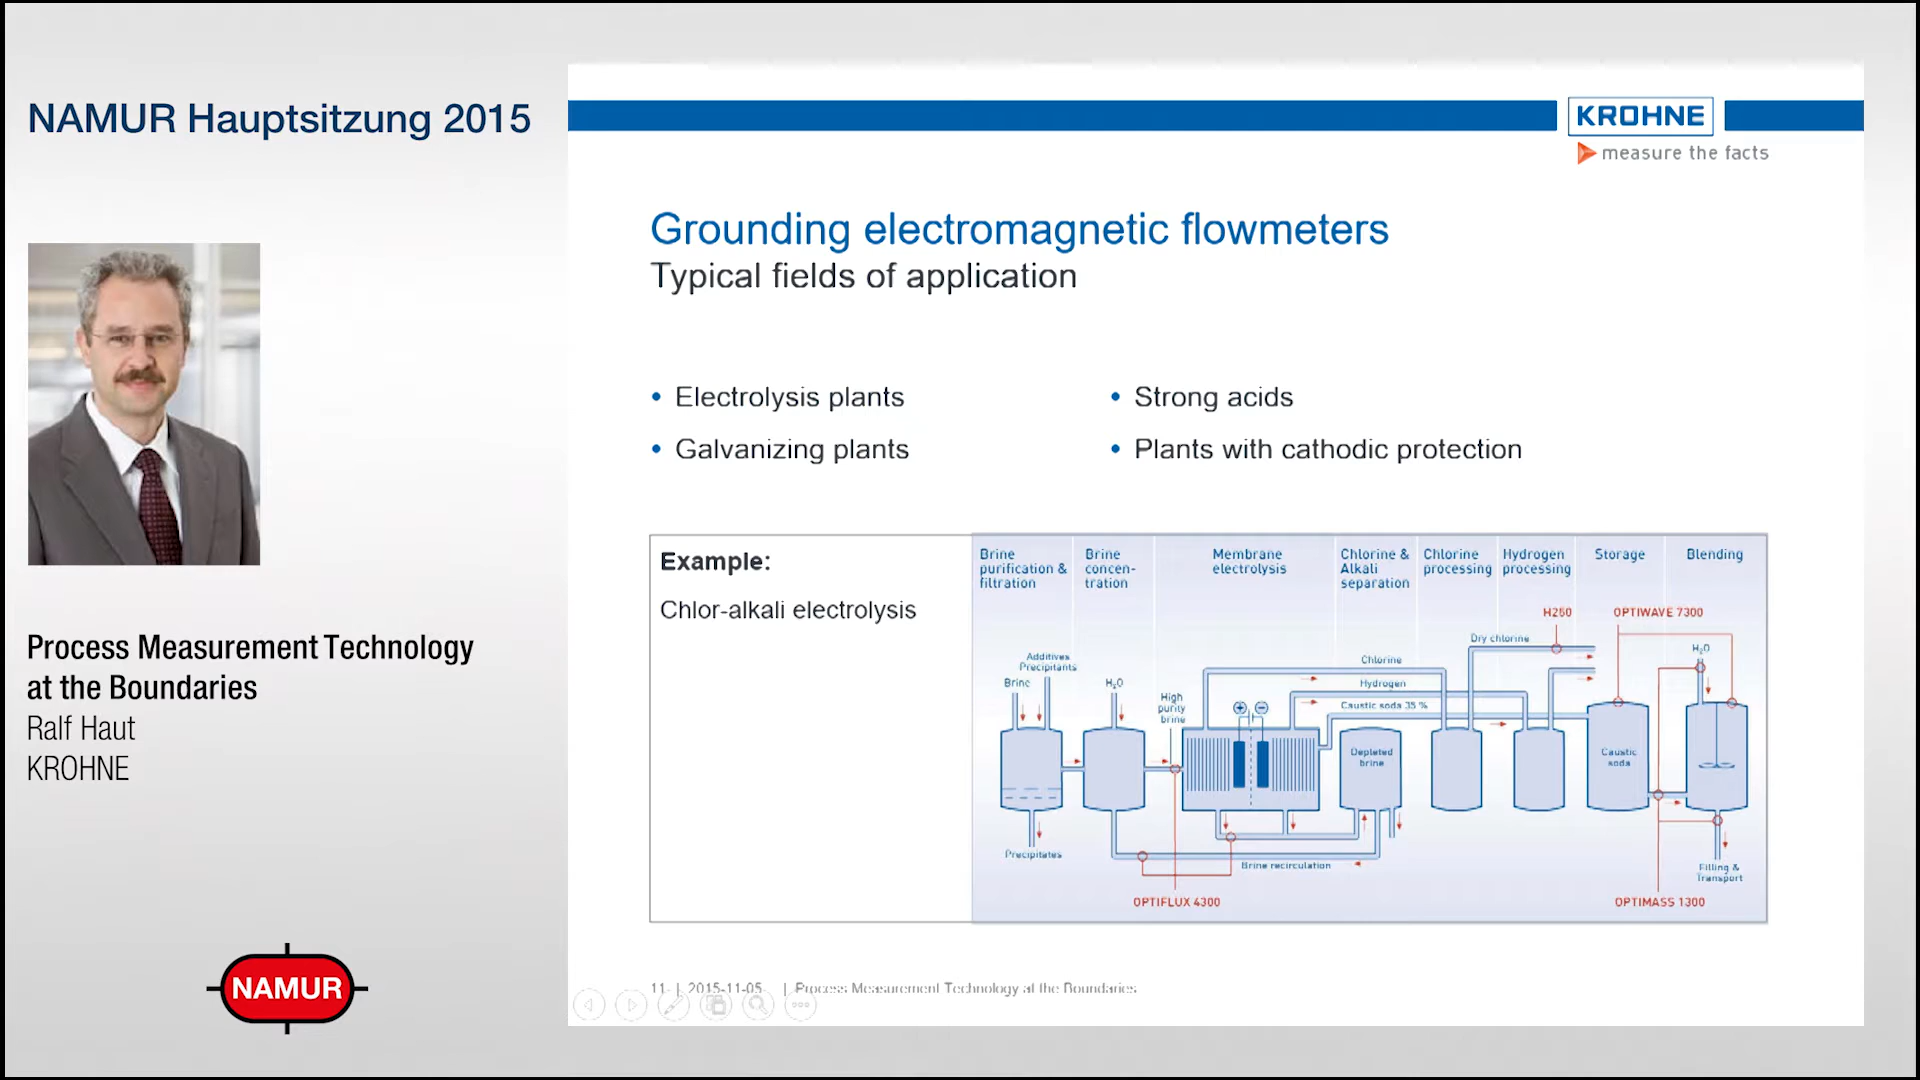 NAMUR Hauptsitzung 2015
Process Measurement Technology
at the Boundaries
Ralf Haut
KROHNE
NAMUR
KROHNE
measure the facts
Grounding electromagnetic flowmeters
Typical fields of application
• Electrolysis plants
• Galvanizing plants
• Strong acids
• Plants with cathodic protection
Example:
Chlor-alkali electrolysis
Brine
purification &
filtration
Brine
concen-
tration
Membrane
electrolysis
Chlorine &
Alkali
separation
Chlorine
processing
Hydrogen
processing
Storage
Blending
H250
OPTIWAVE 7300
Dry chlorine
H₂O
Additives
Precipitants
Brine
H₂O
High
purity
brine
Chlorine
Hydrogen
Caustic soda 35 %
+
−
Depleted
brine
Caustic
soda
Precipitates
Brine recirculation
Filling &
Transport
OPTIFLUX 4300
OPTIMASS 1300
11 | 2015-11-05 | Process Measurement Technology at the Boundaries